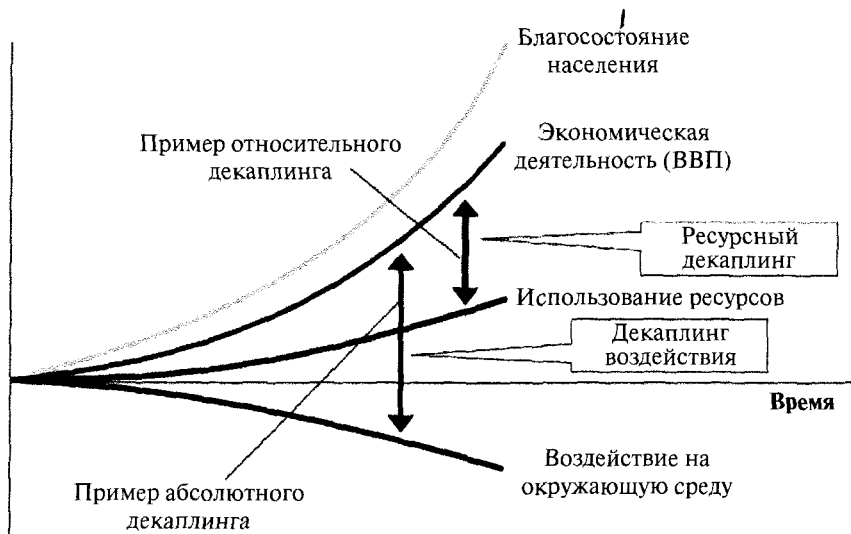 Благосостояние
населения
Пример относительного
декаплинга
Экономическая
деятельность (ВВП)
Ресурсный
декаплинг
Использование ресурсов
Декаплинг
воздействия
Время
Воздействие на
окружающую среду
Пример абсолютного
декаплинга